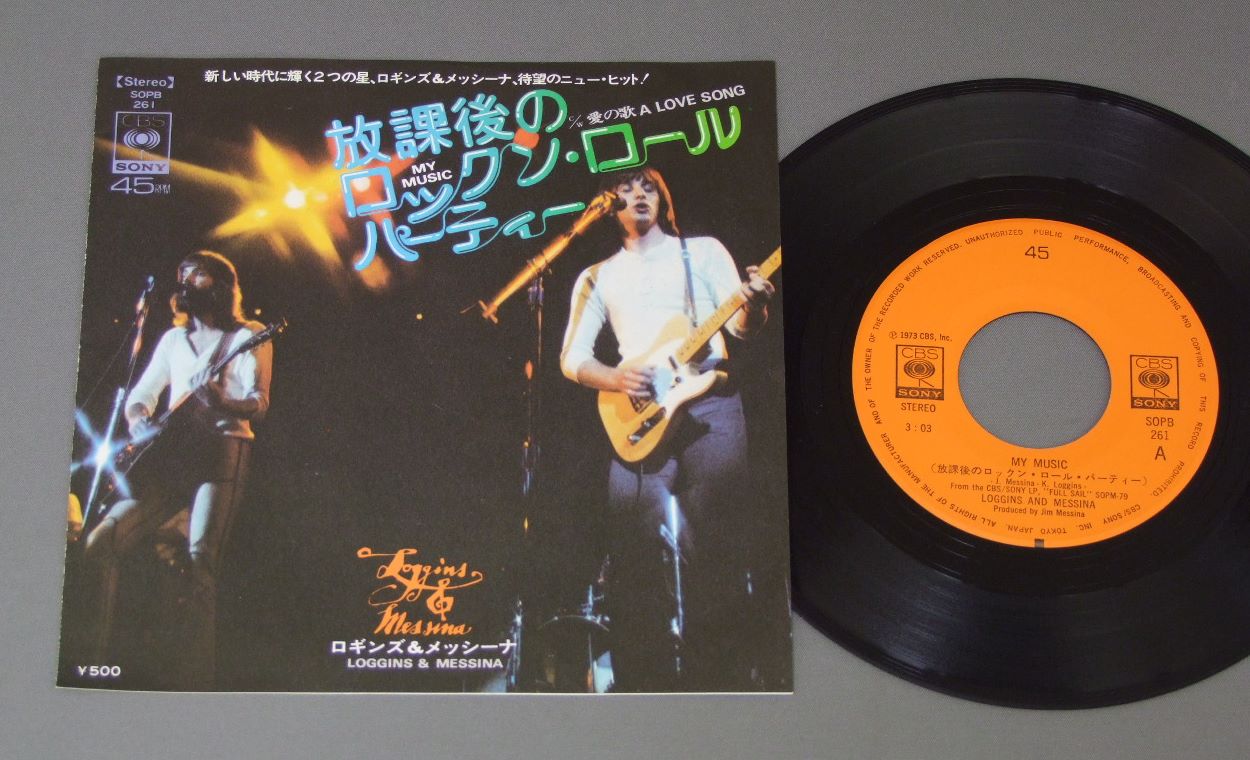 【Stereo】
SOPB
261
CBS
SONY
45RPM
新しい時代に輝く2つの星、ロギンズ&メッシーナ、待望のニュー・ヒット!
放課後の
ロックン・ロール
パーティー
MY
MUSIC
c/w 愛の歌 A LOVE SONG
Loggins
&
Messina
ロギンズ&メッシーナ
LOGGINS & MESSINA
¥500
45
ALL RIGHTS OF THE MANUFACTURER AND OF THE OWNER OF THE RECORDED WORK RESERVED. UNAUTHORIZED PUBLIC PERFORMANCE, BROADCASTING AND COPYING OF THIS RECORD PROHIBITED.
CBS/SONY INC. TOKYO JAPAN.
℗ 1973 CBS, Inc.
CBS
SONY
STEREO
3:03
CBS
SONY
SOPB
261
A
MY MUSIC
(放課後のロックン・ロール・パーティー)
J. Messina - K. Loggins -
From the CBS/SONY LP, "FULL SAIL" SOPM-79
LOGGINS AND MESSINA
Produced by Jim Messina